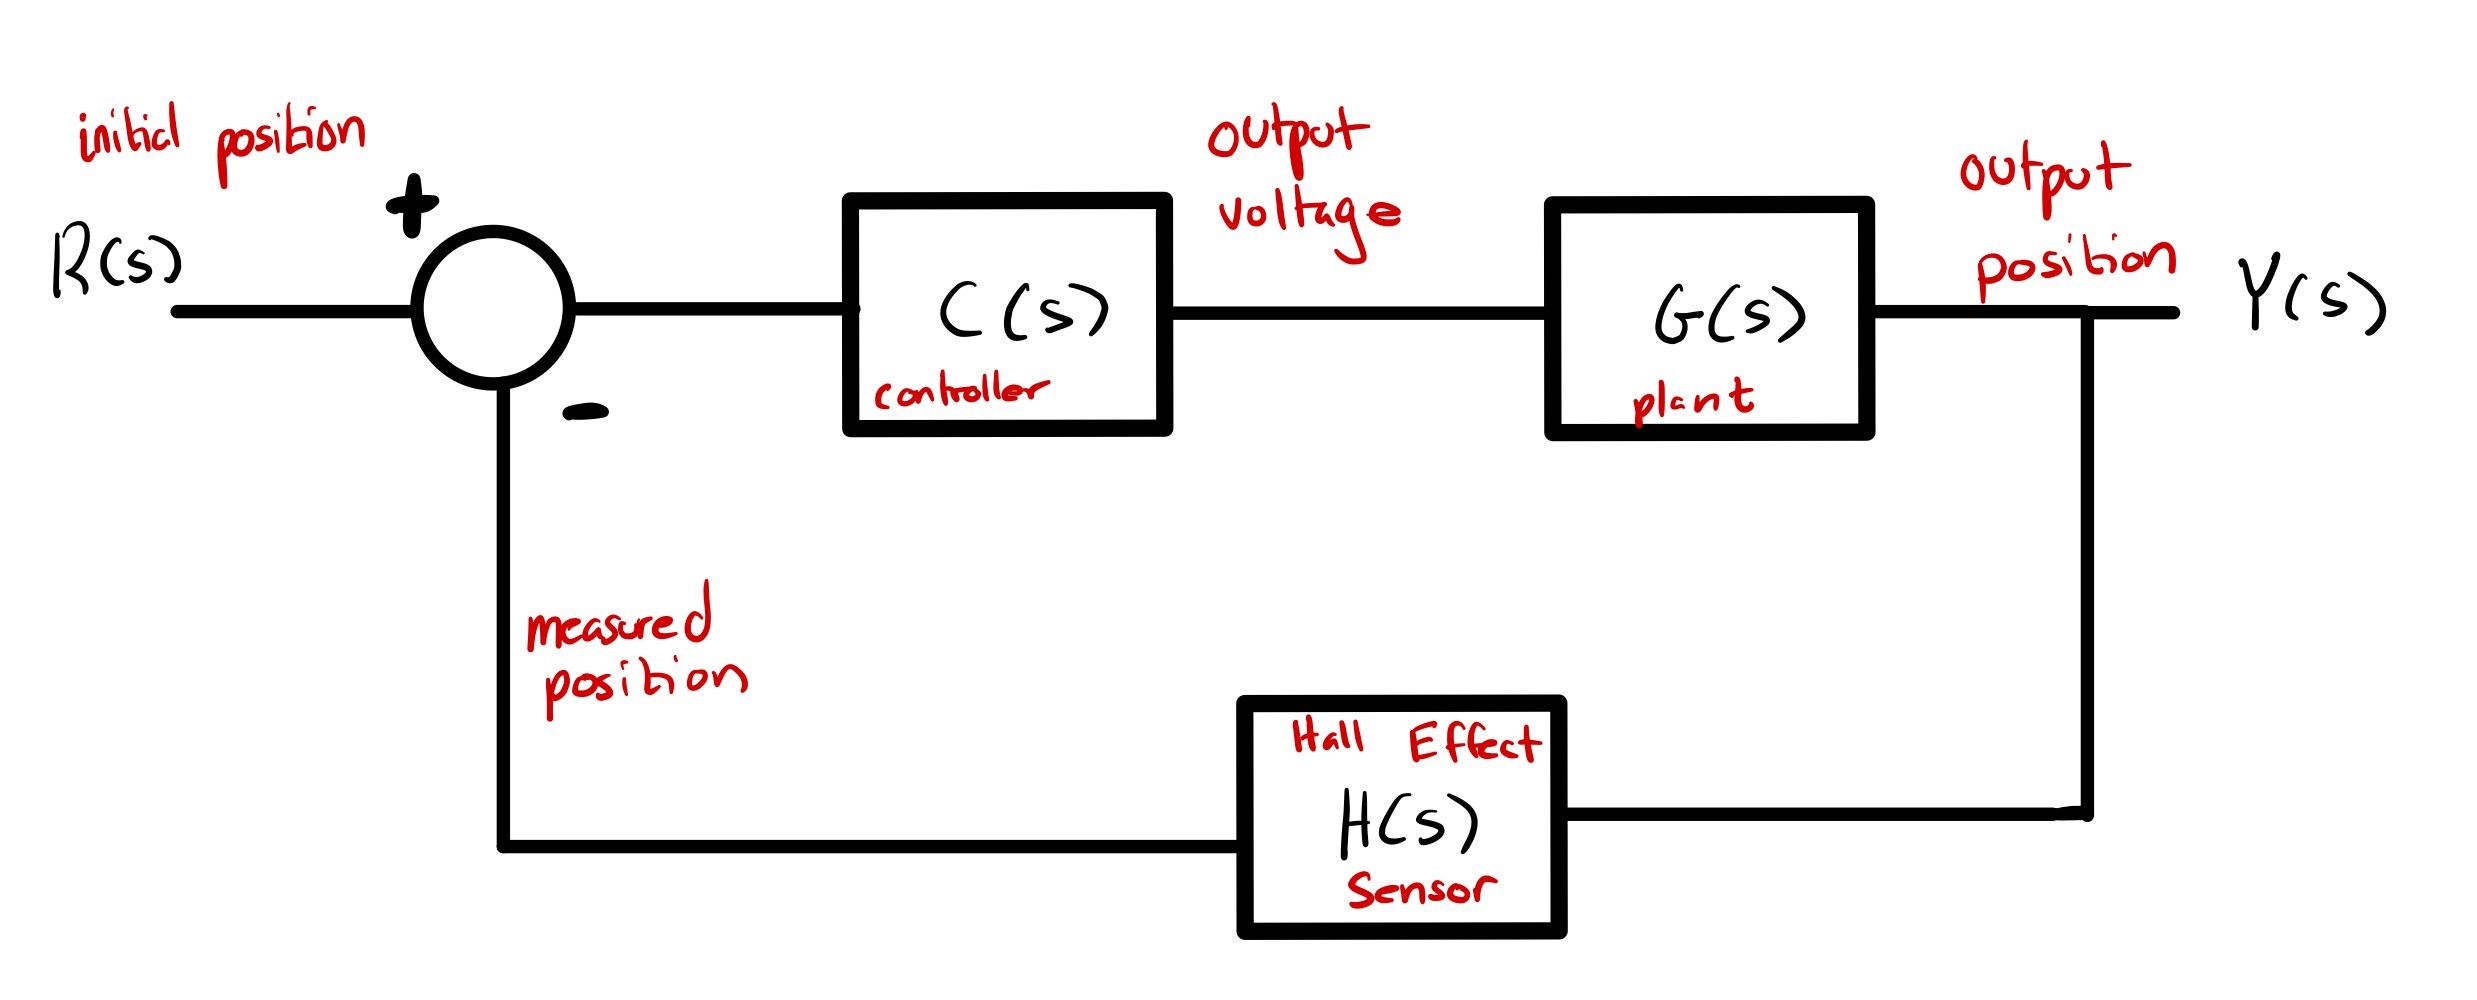 initial position
R(s)
+
-
C(s)
controller
output
voltage
G(s)
plant
output
position
Y(s)
measured
position
Hall Effect
H(s)
Sensor